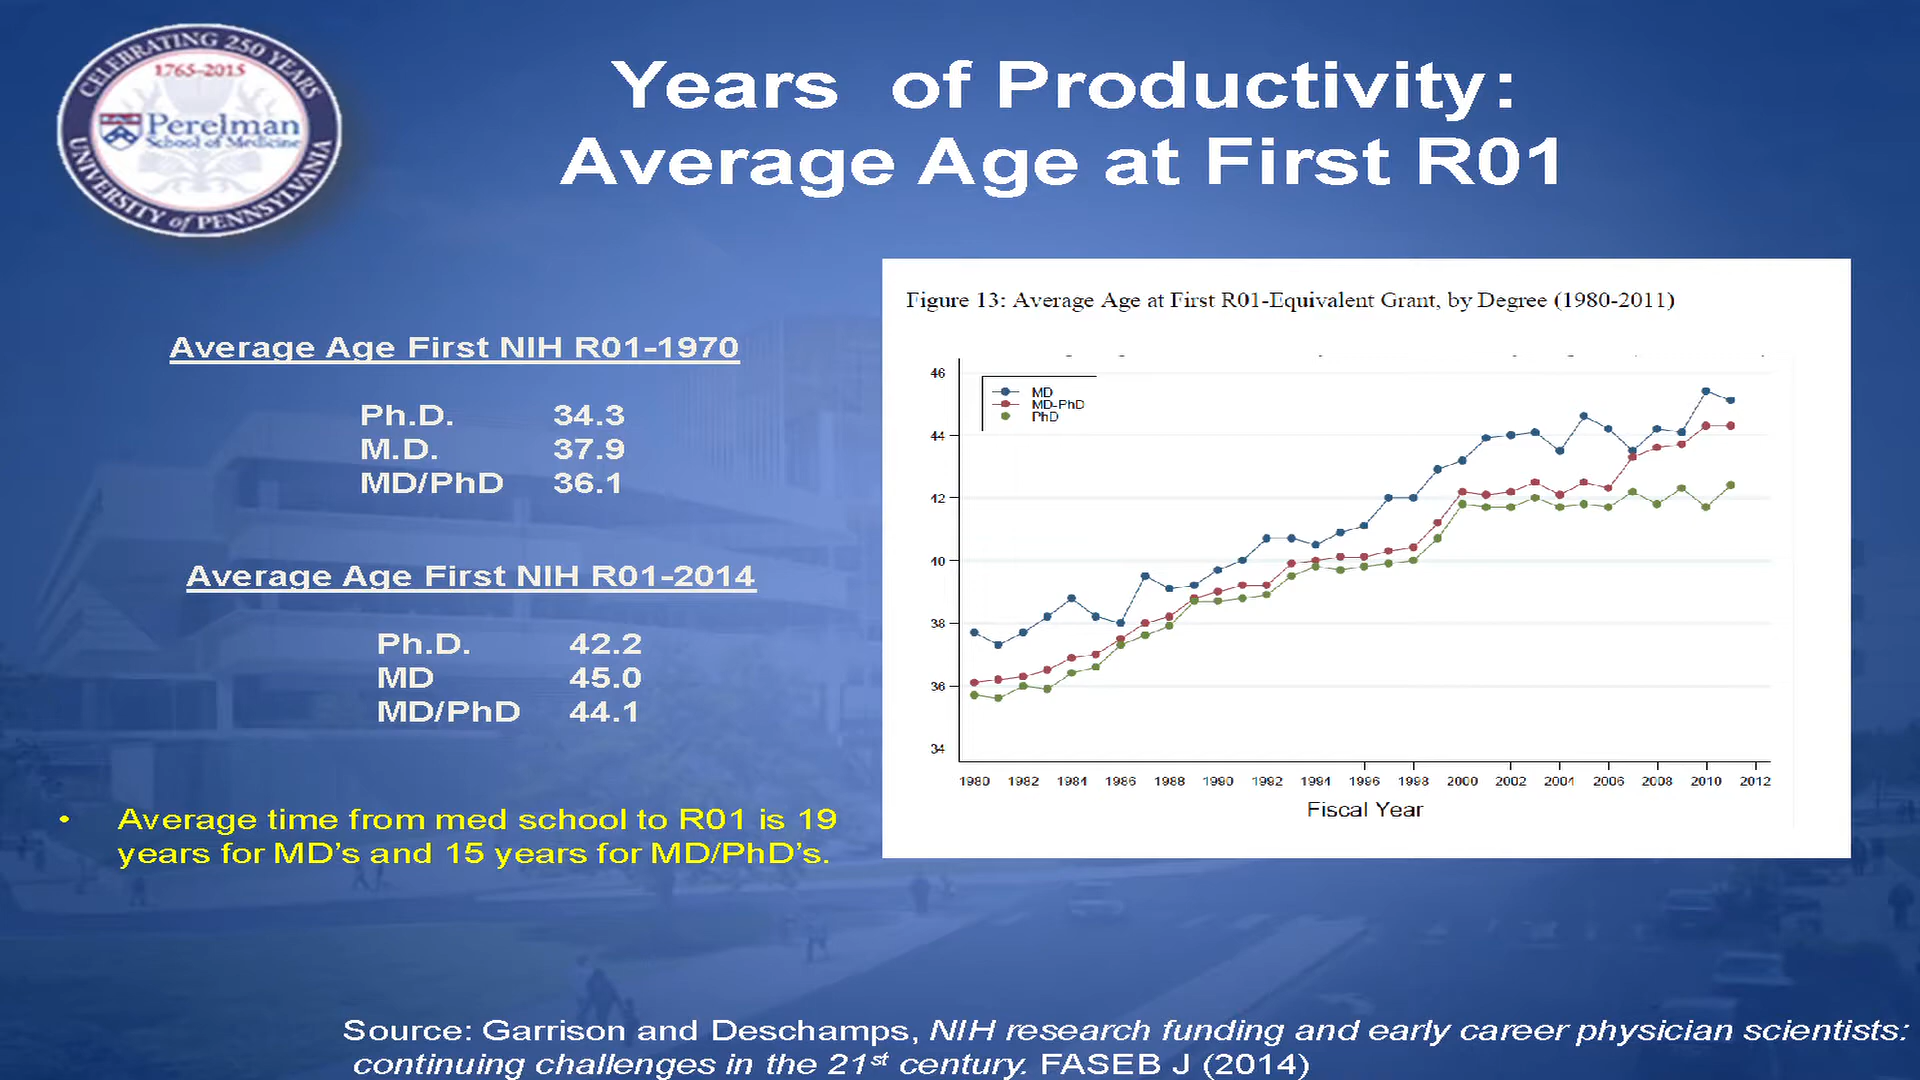 CELEBRATING 250 YEARS
1765-2015
Perelman
School of Medicine
UNIVERSITY of PENNSYLVANIA
Years of Productivity:
Average Age at First R01
Average Age First NIH R01-1970
Ph.D. 34.3
M.D. 37.9
MD/PhD 36.1
Average Age First NIH R01-2014
Ph.D. 42.2
MD 45.0
MD/PhD 44.1
• Average time from med school to R01 is 19
years for MD’s and 15 years for MD/PhD’s.
Figure 13: Average Age at First R01-Equivalent Grant, by Degree (1980-2011)
MD
MD-PhD
PhD
46
44
42
40
38
36
34
1980 1982 1984 1986 1988 1990 1992 1994 1996 1998 2000 2002 2004 2006 2008 2010 2012
Fiscal Year
Source: Garrison and Deschamps, NIH research funding and early career physician scientists:
continuing challenges in the 21st century. FASEB J (2014)